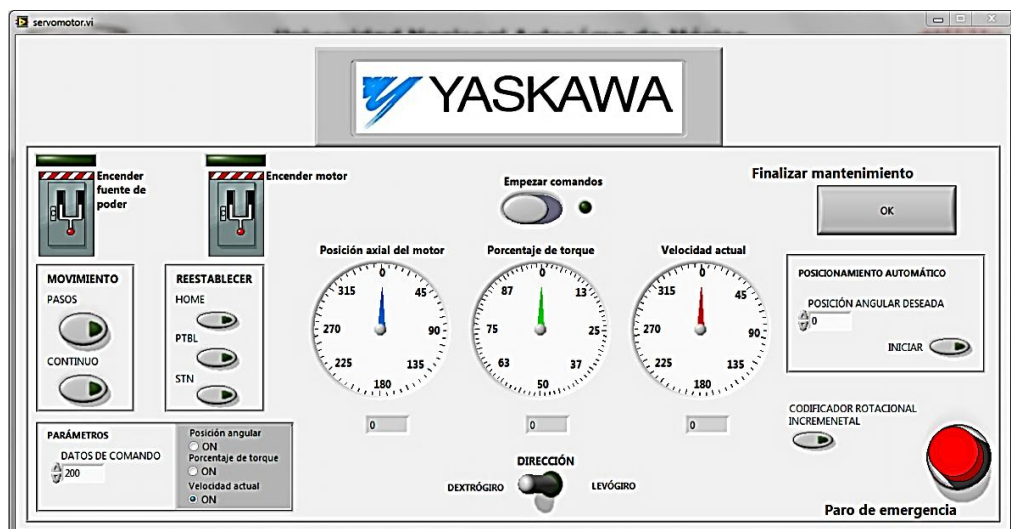 servomotor.vi
YASKAWA
Encender
fuente de
poder
Encender motor
Empezar comandos
Finalizar mantenimiento
OK
MOVIMIENTO
PASOS
CONTINUO
REESTABLECER
HOME
PTBL
STN
Posición axial del motor
0
45
90
135
180
225
270
315
0
Porcentaje de torque
0
13
25
37
50
63
75
87
0
Velocidad actual
0
45
90
135
180
225
270
315
0
POSICIONAMIENTO AUTOMÁTICO
POSICIÓN ANGULAR DESEADA
0
INICIAR
CODIFICADOR ROTACIONAL
INCREMENETAL
PARÁMETROS
DATOS DE COMANDO
200
Posición angular
ON
Porcentaje de torque
ON
Velocidad actual
ON
DIRECCIÓN
DEXTRÓGIRO
LEVÓGIRO
Paro de emergencia